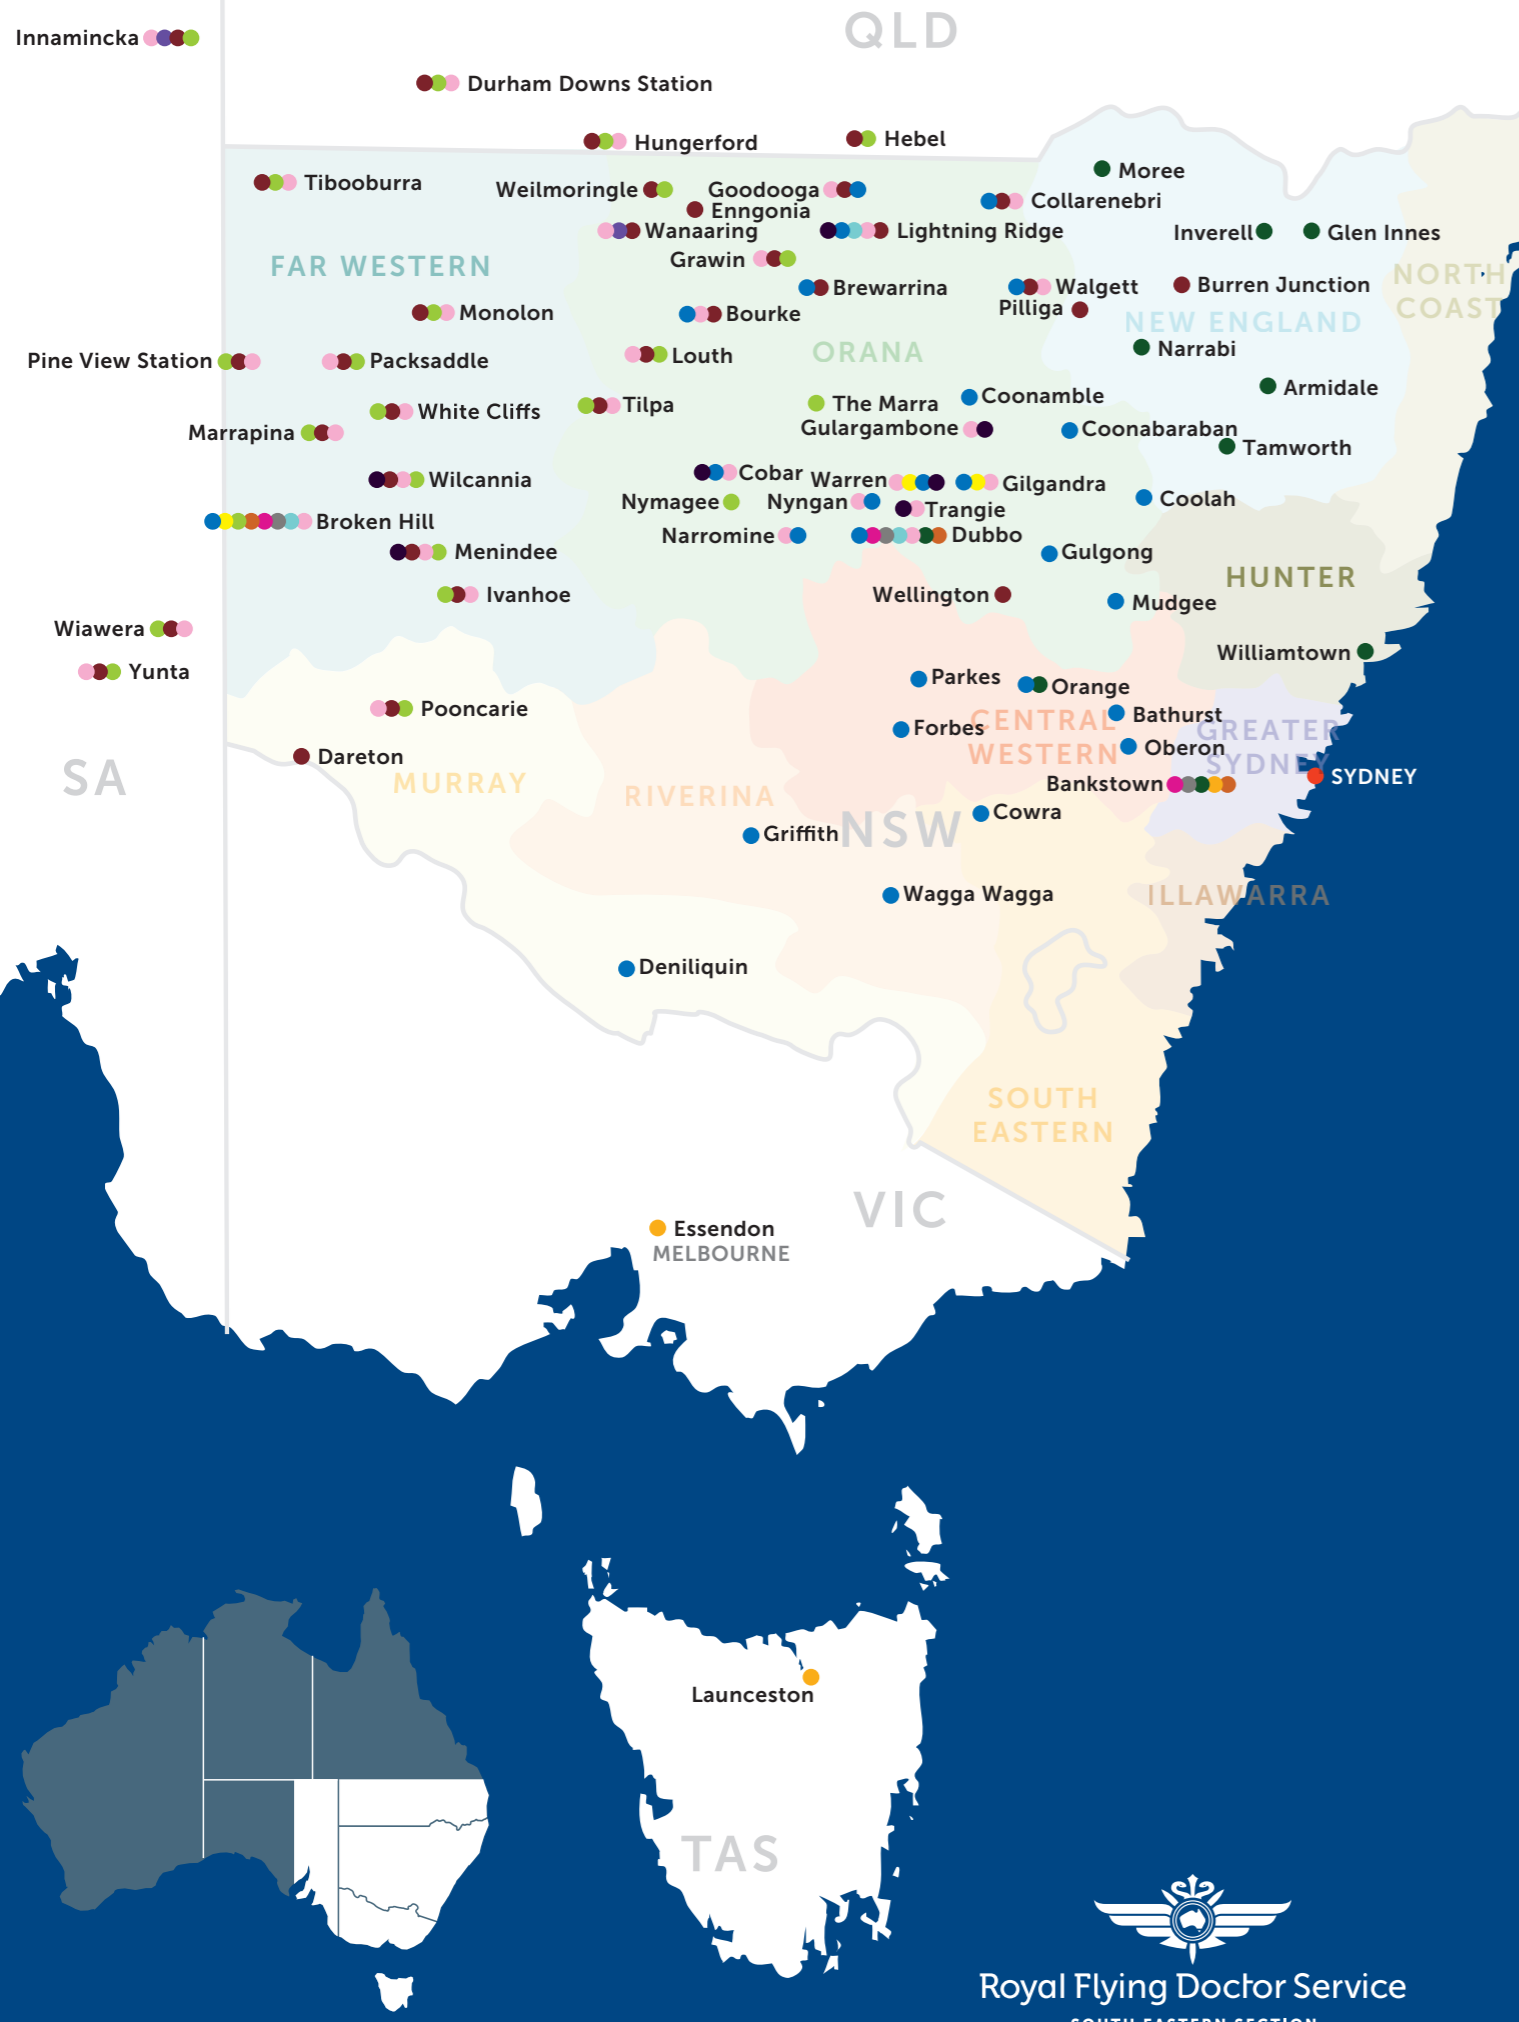 QLD
Innamincka
Durham Downs Station
Hungerford
Hebel
Moree
Tibooburra
Weilmoringle
Goodooga
Collarenebri
Enngonia
Wanaaring
Lightning Ridge
Inverell
Glen Innes
Grawin
FAR WESTERN
NORTH
COAST
Brewarrina
Walgett
Burren Junction
Pilliga
Monolon
Bourke
NEW ENGLAND
Narrabi
Pine View Station
Packsaddle
Louth
ORANA
Armidale
White Cliffs
Tilpa
The Marra
Coonamble
Marrapina
Gulargambone
Coonabaraban
Tamworth
Wilcannia
Cobar
Warren
Gilgandra
Nymagee
Nyngan
Trangie
Coolah
Broken Hill
Narromine
Dubbo
Menindee
Gulgong
HUNTER
Ivanhoe
Wellington
Mudgee
Wiawera
Williamtown
Yunta
Parkes
Orange
Pooncarie
Bathurst
Forbes
CENTRAL
WESTERN
GREATER
SYDNEY
Oberon
Dareton
SA
MURRAY
RIVERINA
Bankstown
SYDNEY
Cowra
Griffith
NSW
Wagga Wagga
ILLAWARRA
Deniliquin
SOUTH
EASTERN
VIC
Essendon
MELBOURNE
Launceston
TAS
Royal Flying Doctor Service
SOUTH EASTERN SECTION